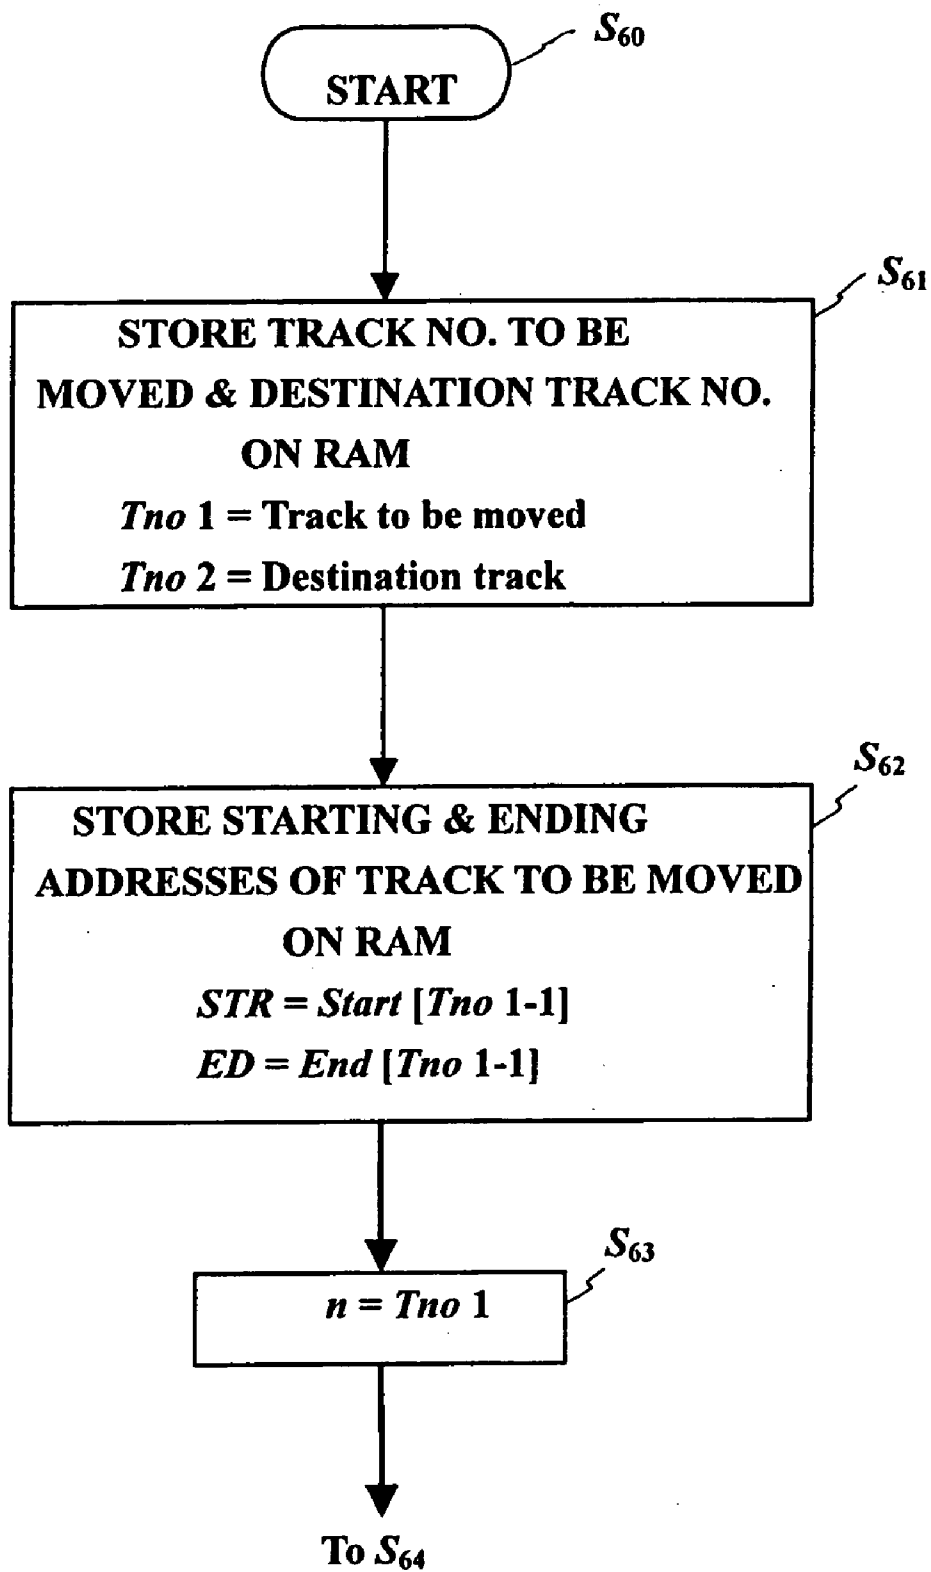 S60
START
S61
STORE TRACK NO. TO BE
MOVED & DESTINATION TRACK NO.
ON RAM
Tno 1 = Track to be moved
Tno 2 = Destination track
S62
STORE STARTING & ENDING
ADDRESSES OF TRACK TO BE MOVED
ON RAM
STR = Start [Tno 1-1]
ED = End [Tno 1-1]
S63
n = Tno 1
To S64